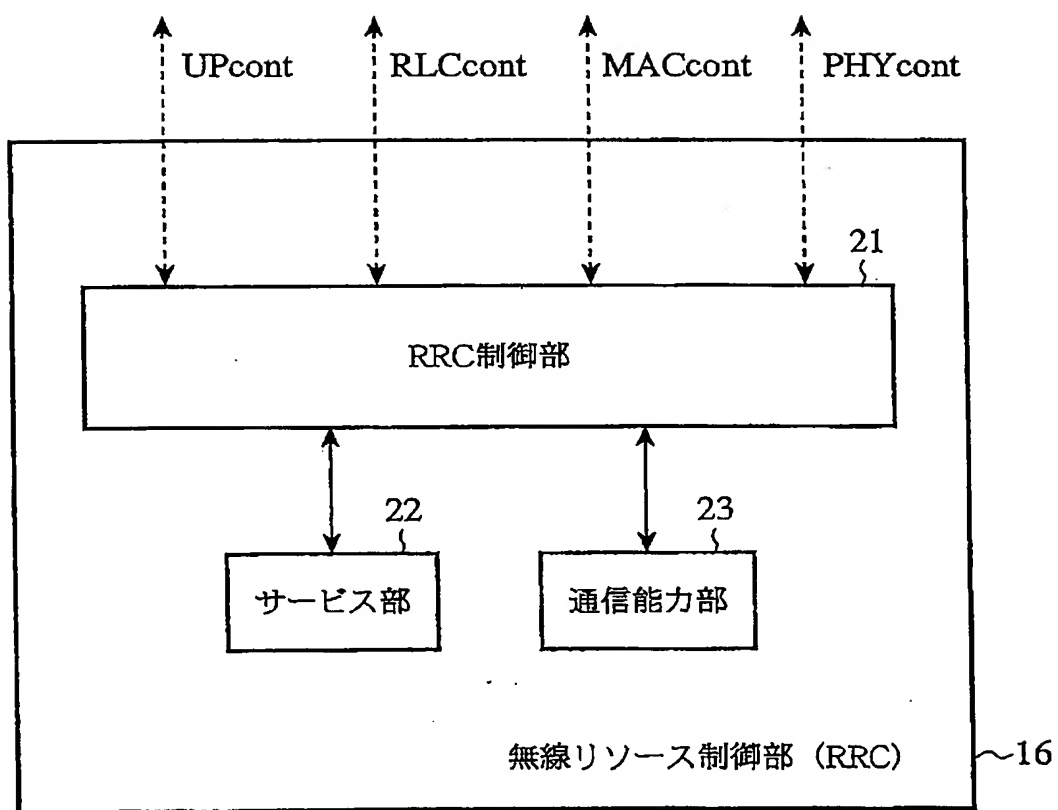 UPcont
RLCcont
MACcont
PHYcont
21
RRC制御部
22
23
サービス部
通信能力部
無線リソース制御部（RRC）
16